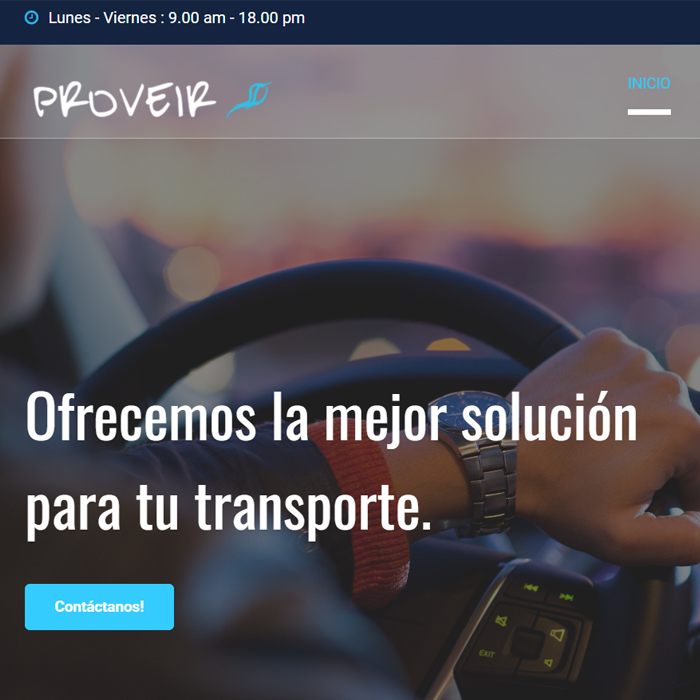 Lunes - Viernes : 9.00 am - 18.00 pm
PROVEIR
INICIO
Ofrecemos la mejor solución
para tu transporte.
Contáctanos!
EXIT